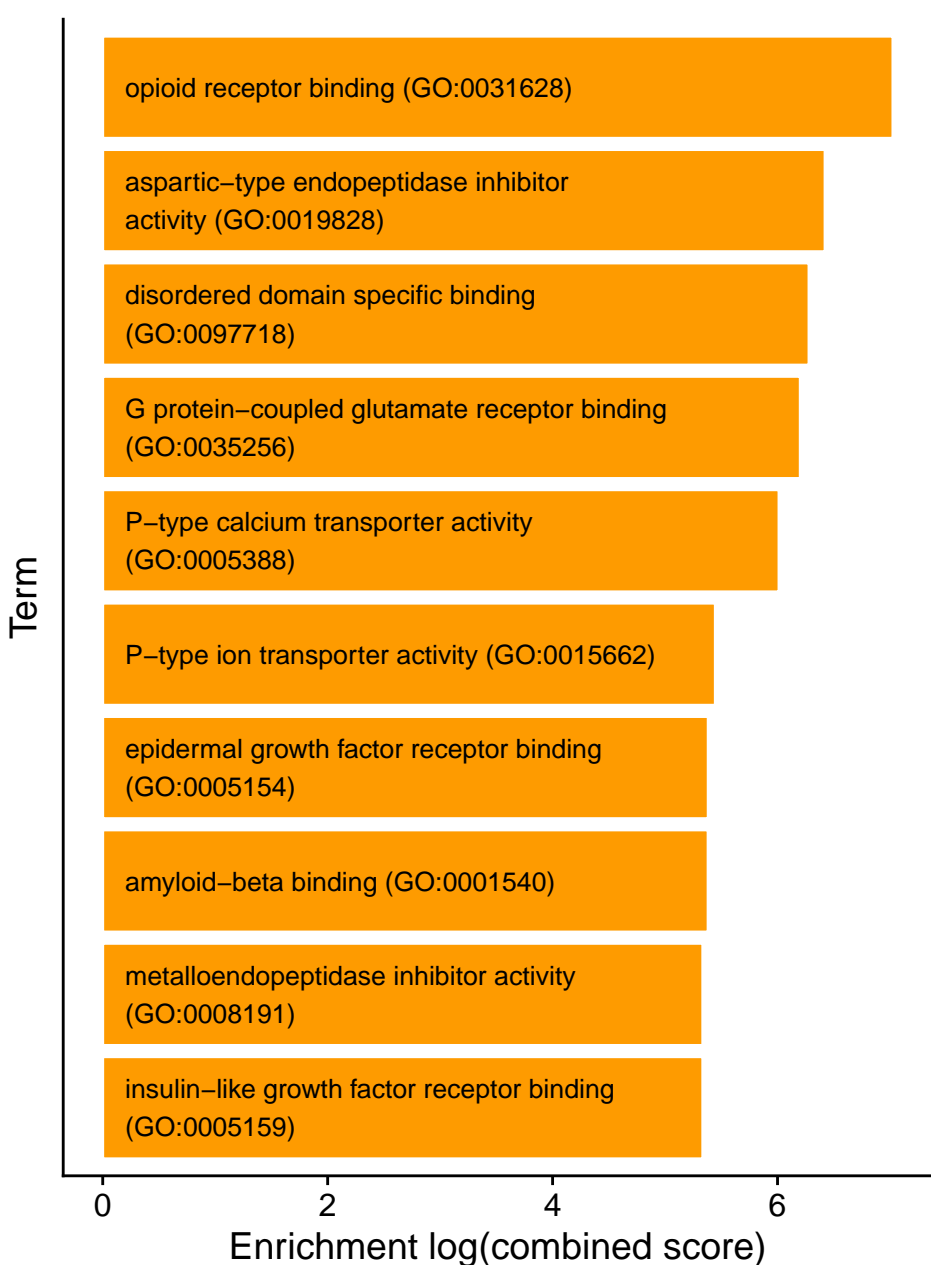 opioid receptor binding (GO:0031628)
aspartic−type endopeptidase inhibitor
activity (GO:0019828)
disordered domain specific binding
(GO:0097718)
G protein−coupled glutamate receptor binding
(GO:0035256)
P−type calcium transporter activity
(GO:0005388)
P−type ion transporter activity (GO:0015662)
epidermal growth factor receptor binding
(GO:0005154)
amyloid−beta binding (GO:0001540)
metalloendopeptidase inhibitor activity
(GO:0008191)
insulin−like growth factor receptor binding
(GO:0005159)
Term
0 2 4 6
Enrichment log(combined score)